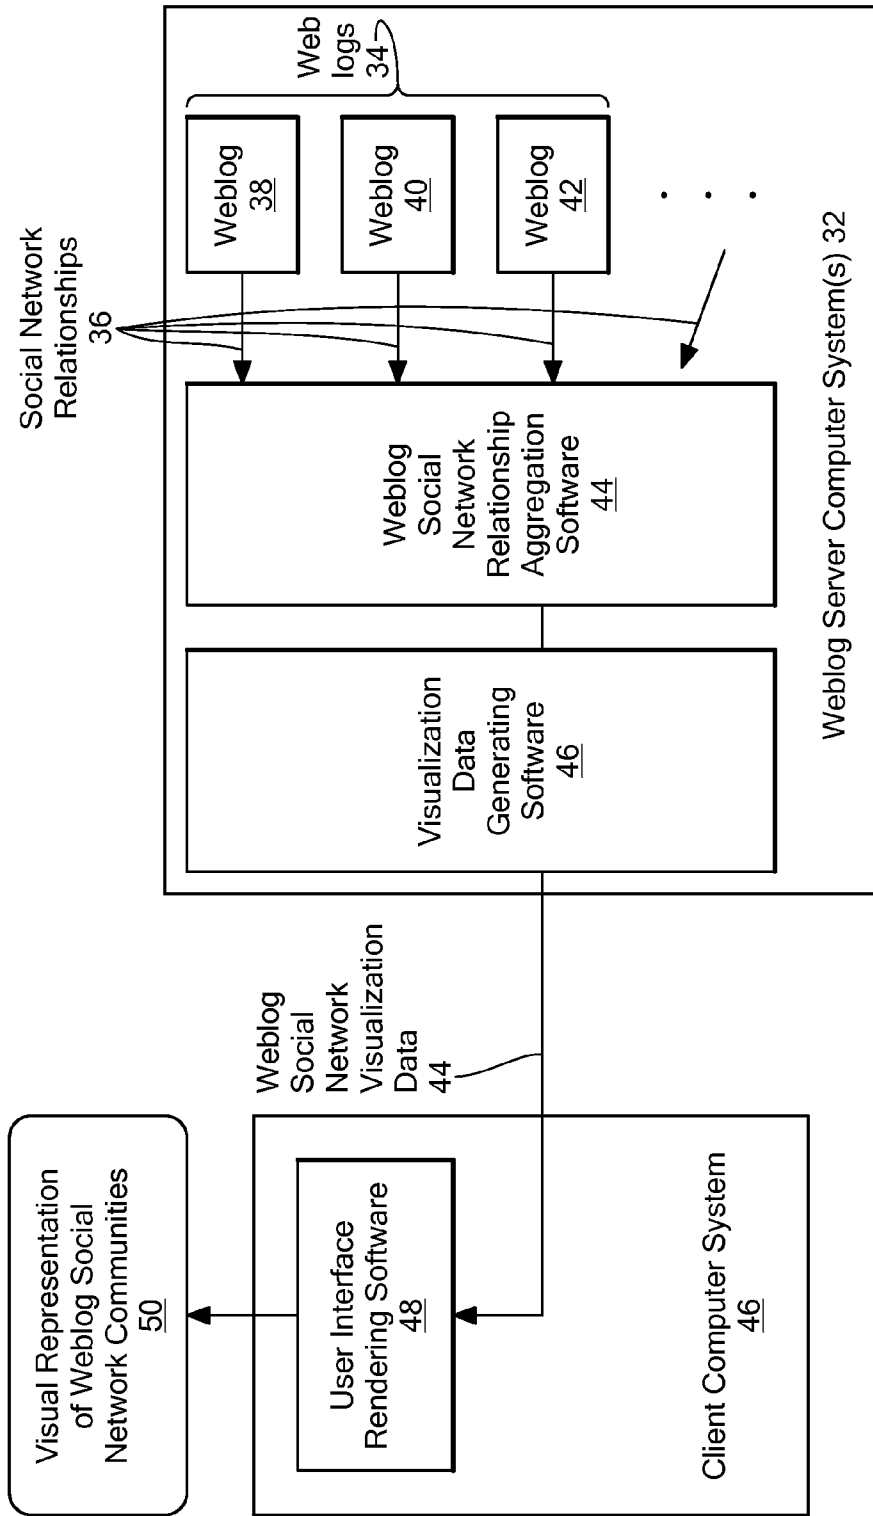 Visual Representation
of Weblog Social
Network Communities
50
User Interface
Rendering Software
48
Client Computer System
46
Weblog
Social
Network
Visualization
Data
44
Social Network
Relationships
36
Visualization
Data
Generating
Software
46
Weblog
Social
Network
Relationship
Aggregation
Software
44
Weblog
38
Weblog
40
Weblog
42
Web
logs
34
. . .
Weblog Server Computer System(s) 32